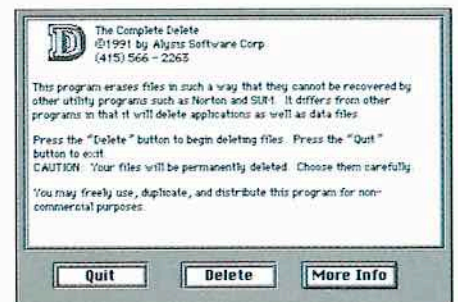 D
The Complete Delete
©1991 by Alysis Software Corp
(415) 566 - 2263
This program erases files in such a way that they cannot be recovered by
other utility programs such as Norton and SUM. It differs from other
programs in that it will delete applications as well as data files.
Press the "Delete" button to begin deleting files. Press the "Quit"
button to exit.
CAUTION: Your files will be permanently deleted. Choose them carefully.
You may freely use, duplicate, and distribute this program for non-
commercial purposes.
Quit Delete More Info